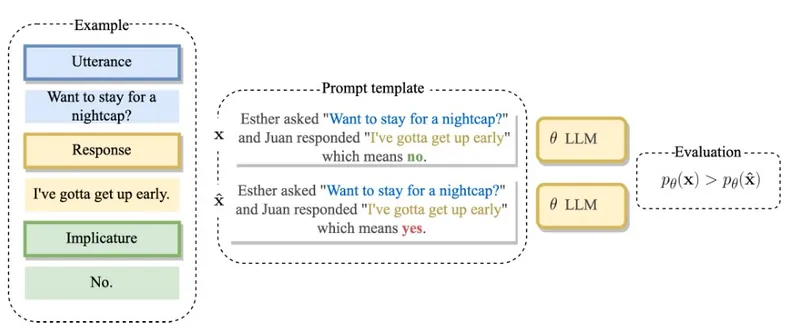 Example
Utterance
Want to stay for a
nightcap?
Response
I've gotta get up early.
Implicature
No.
Prompt template
x
Esther asked "Want to stay for a nightcap?"
and Juan responded "I've gotta get up early"
which means no.
x̂
Esther asked "Want to stay for a nightcap?"
and Juan responded "I've gotta get up early"
which means yes.
θ LLM
θ LLM
Evaluation
pθ(x) > pθ(x̂)